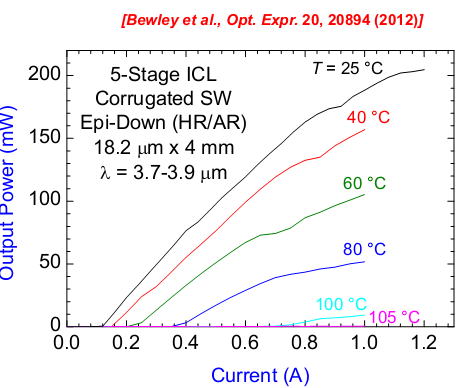 [Bewley et al., Opt. Expr. 20, 20894 (2012)]
5-Stage ICL
Corrugated SW
Epi-Down (HR/AR)
18.2 μm x 4 mm
λ = 3.7-3.9 μm
T = 25 °C
40 °C
60 °C
80 °C
100 °C
105 °C
Output Power (mW)
200
150
100
50
0
0.0 0.2 0.4 0.6 0.8 1.0 1.2
Current (A)